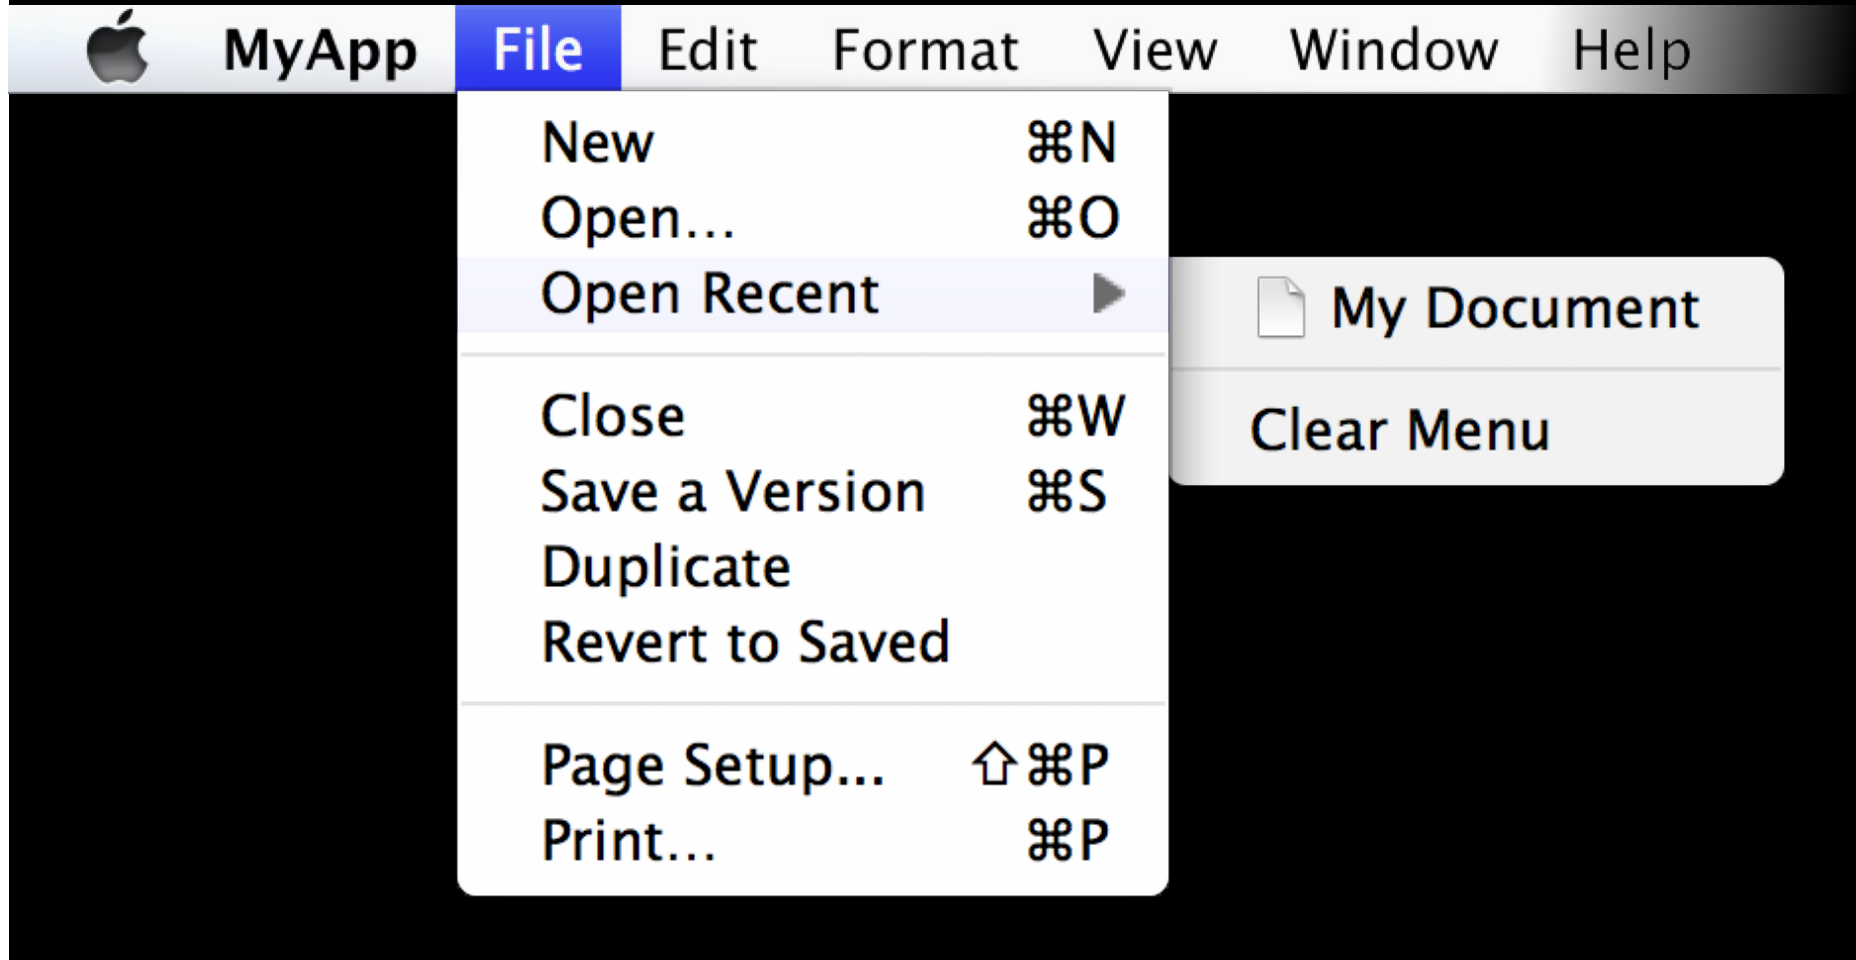 MyApp File Edit Format View Window Help
New ⌘N
Open... ⌘O
Open Recent ▶
My Document
Clear Menu
Close ⌘W
Save a Version ⌘S
Duplicate
Revert to Saved
Page Setup... ⇧⌘P
Print... ⌘P